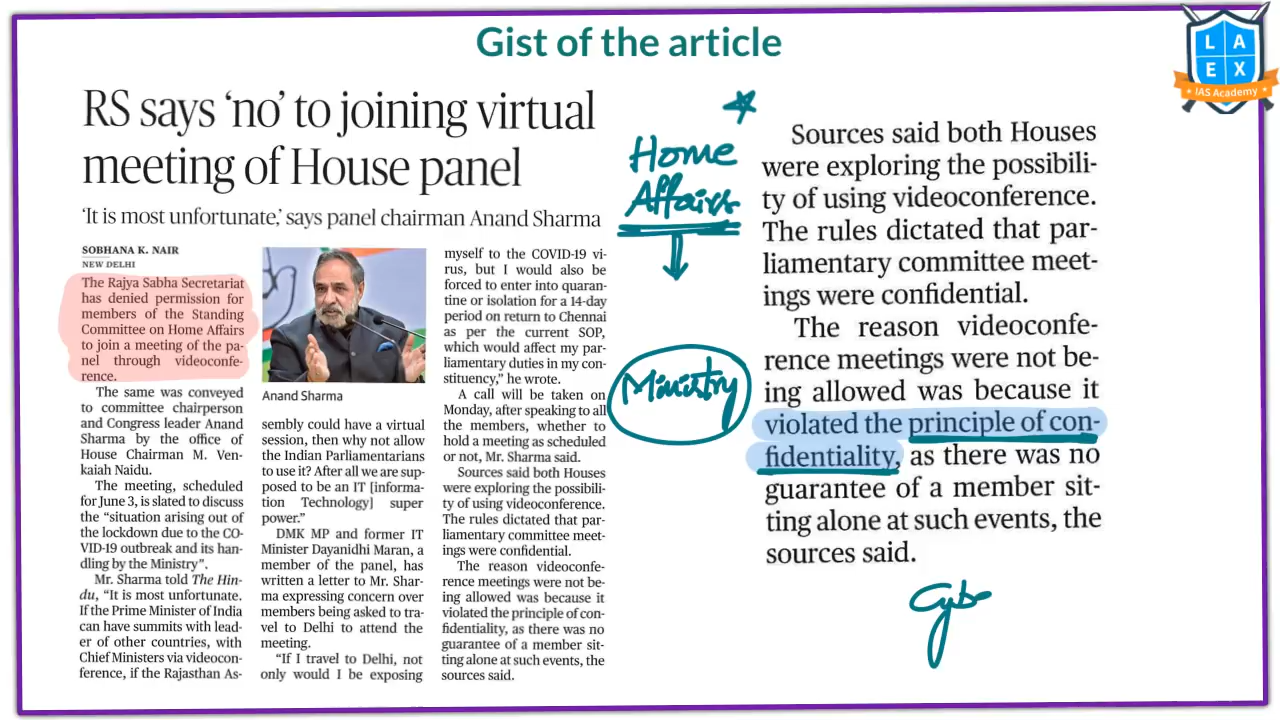 Gist of the article
L A
E X
IAS Academy
RS says ‘no’ to joining virtual
meeting of House panel
‘It is most unfortunate,’ says panel chairman Anand Sharma
SOBHANA K. NAIR
NEW DELHI
The Rajya Sabha Secretariat
has denied permission for
members of the Standing
Committee on Home Affairs
to join a meeting of the pa-
nel through videoconfe-
rence.
The same was conveyed
to committee chairperson
and Congress leader Anand
Sharma by the office of
House Chairman M. Ven-
kaiah Naidu.
The meeting, scheduled
for June 3, is slated to discuss
the “situation arising out of
the lockdown due to the CO-
VID-19 outbreak and its han-
dling by the Ministry”.
Mr. Sharma told The Hin-
du, “It is most unfortunate.
If the Prime Minister of India
can have summits with lead-
er of other countries, with
Chief Ministers via videocon-
ference, if the Rajasthan As-
Anand Sharma
sembly could have a virtual
session, then why not allow
the Indian Parliamentarians
to use it? After all we are sup-
posed to be an IT [informa-
tion Technology] super
power.”
DMK MP and former IT
Minister Dayanidhi Maran, a
member of the panel, has
written a letter to Mr. Shar-
ma expressing concern over
members being asked to tra-
vel to Delhi to attend the
meeting.
“If I travel to Delhi, not
only would I be exposing
myself to the COVID-19 vi-
rus, but I would also be
forced to enter into quaran-
tine or isolation for a 14-day
period on return to Chennai
as per the current SOP,
which would affect my par-
liamentary duties in my con-
stituency,” he wrote.
A call will be taken on
Monday, after speaking to all
the members, whether to
hold a meeting as scheduled
or not, Mr. Sharma said.
Sources said both Houses
were exploring the possibili-
ty of using videoconference.
The rules dictated that par-
liamentary committee meet-
ings were confidential.
The reason videoconfe-
rence meetings were not be-
ing allowed was because it
violated the principle of con-
fidentiality, as there was no
guarantee of a member sit-
ting alone at such events, the
sources said.
Home
Affairs
Ministry
Sources said both Houses
were exploring the possibili-
ty of using videoconference.
The rules dictated that par-
liamentary committee meet-
ings were confidential.
The reason videoconfe-
rence meetings were not be-
ing allowed was because it
violated the principle of con-
fidentiality, as there was no
guarantee of a member sit-
ting alone at such events, the
sources said.